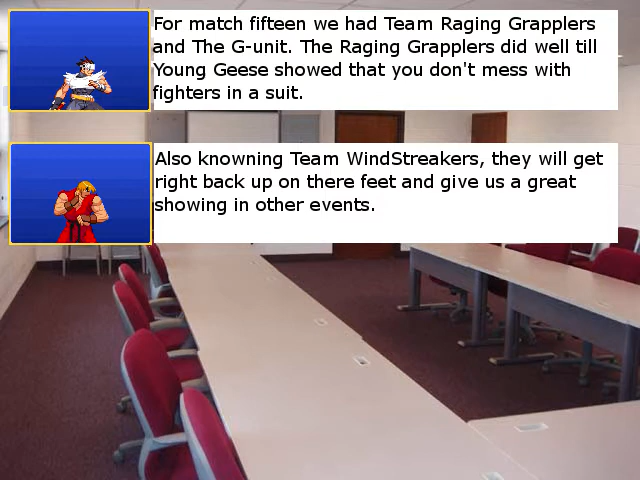 For match fifteen we had Team Raging Grapplers
and The G-unit. The Raging Grapplers did well till
Young Geese showed that you don't mess with
fighters in a suit.
Also knowning Team WindStreakers, they will get
right back up on there feet and give us a great
showing in other events.